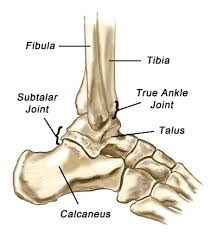 Fibula
Tibia
Subtalar
Joint
True Ankle
Joint
Talus
Calcaneus